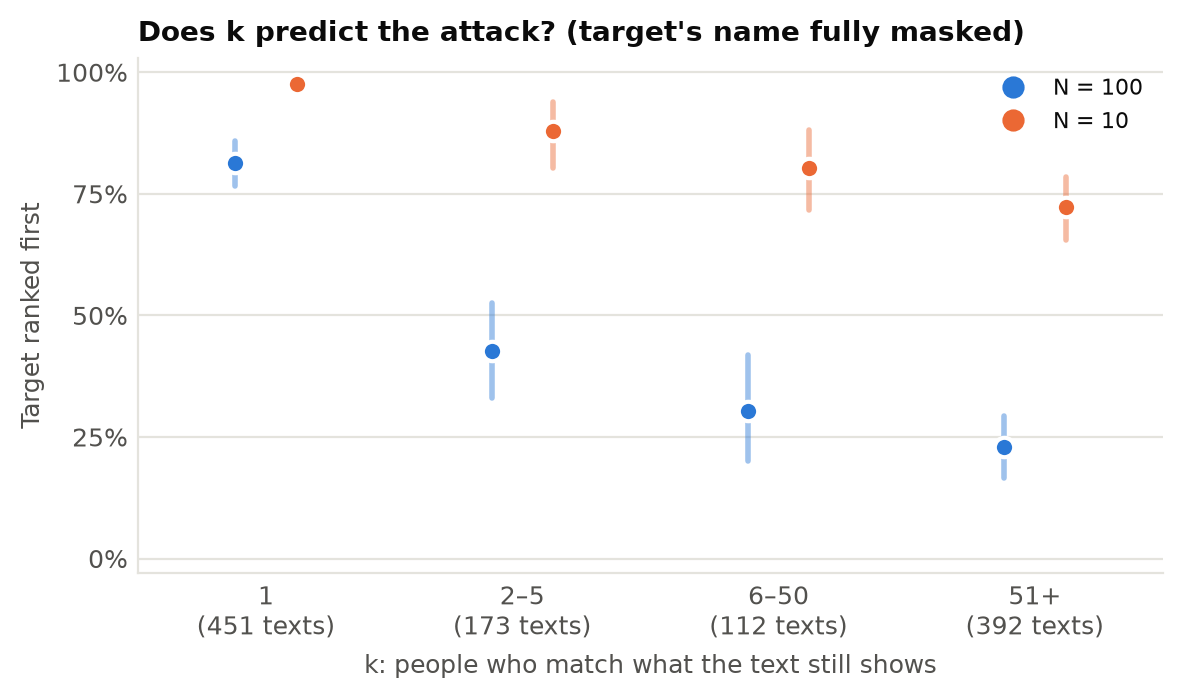 Does k predict the attack? (target's name fully masked)
N = 100
N = 10
Target ranked first
100%
75%
50%
25%
0%
1
(451 texts)
2–5
(173 texts)
6–50
(112 texts)
51+
(392 texts)
k: people who match what the text still shows